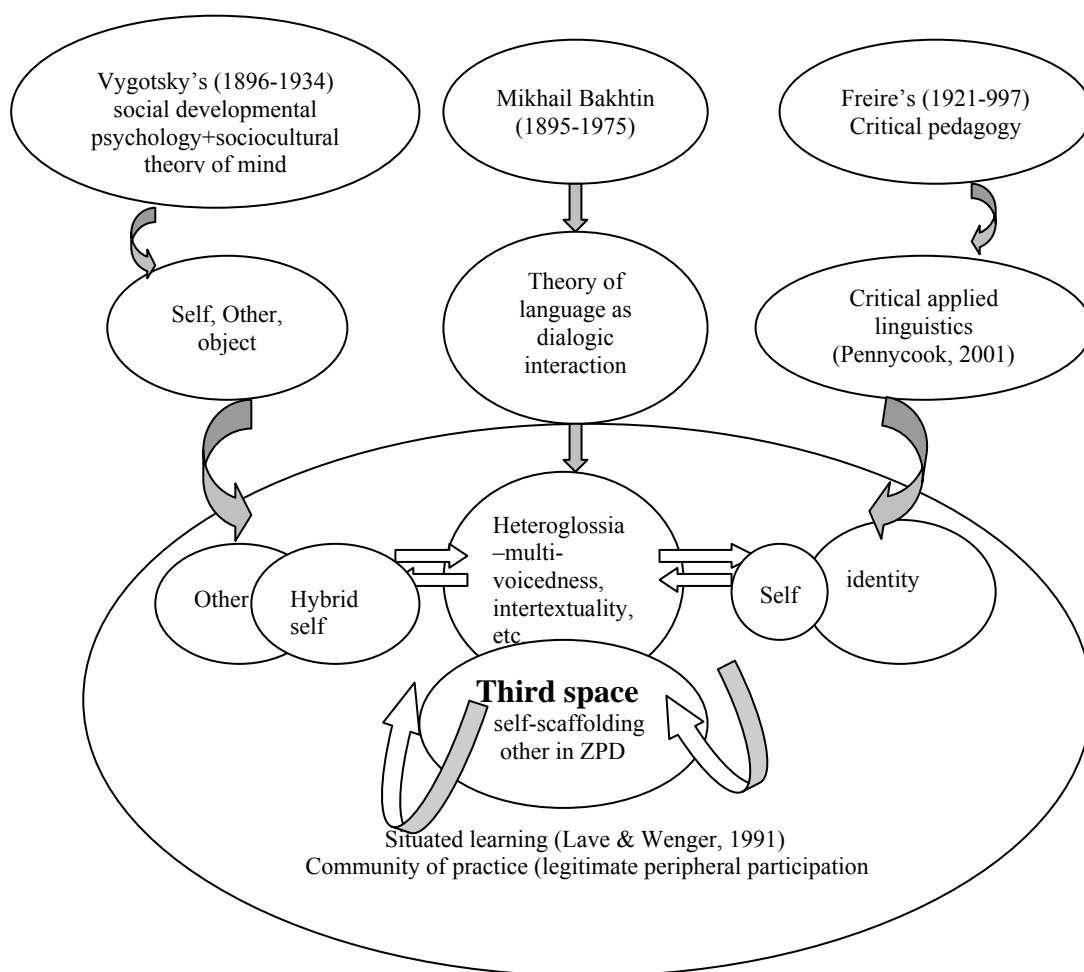 Vygotsky’s (1896-1934)
social developmental
psychology+sociocultural
theory of mind
Mikhail Bakhtin
(1895-1975)
Freire’s (1921-997)
Critical pedagogy
Self, Other,
object
Theory of
language as
dialogic
interaction
Critical applied
linguistics
(Pennycook, 2001)
Other
Hybrid
self
Heteroglossia
–multi-
voicedness,
intertextuality,
etc.
Self
identity
Third space
self-scaffolding
other in ZPD
Situated learning (Lave & Wenger, 1991)
Community of practice (legitimate peripheral participation